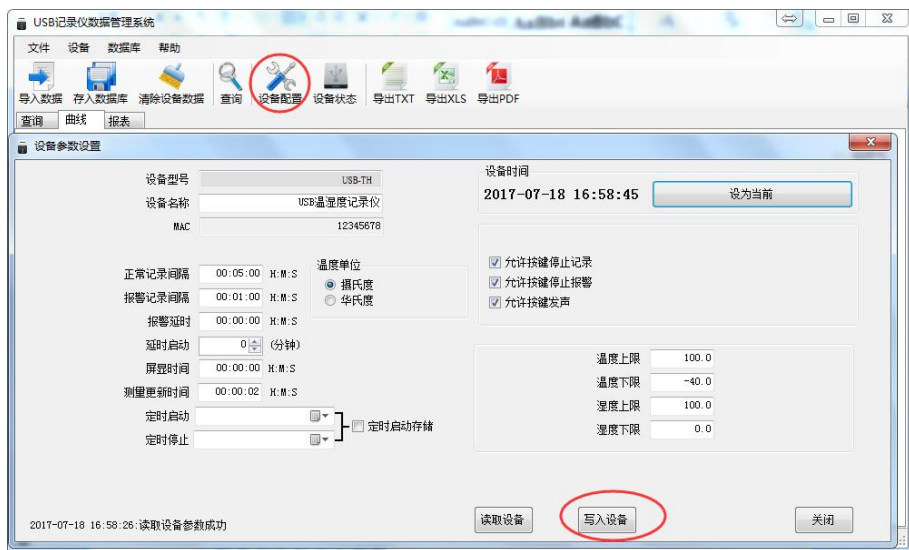 USB记录仪数据管理系统
文件 设备 数据库 帮助
导入数据 存入数据库 清除设备数据 查询 设备配置 设备状态 导出TXT 导出XLS 导出PDF
查询 曲线 报表
设备参数设置
设备型号 USB-TH
设备名称 USB温湿度记录仪
MAC 12345678
设备时间
2017-07-18 16:58:45 设为当前
正常记录间隔 00:05:00 H:M:S
报警记录间隔 00:01:00 H:M:S
报警延时 00:00:00 H:M:S
延时启动 0 (分钟)
屏显时间 00:00:00 H:M:S
测量更新时间 00:00:02 H:M:S
定时启动
定时停止
定时启动存储
温度单位
摄氏度
华氏度
允许按键停止记录
允许按键停止报警
允许按键发声
温度上限 100.0
温度下限 -40.0
湿度上限 100.0
湿度下限 0.0
2017-07-18 16:58:26:读取设备参数成功
读取设备 写入设备 关闭